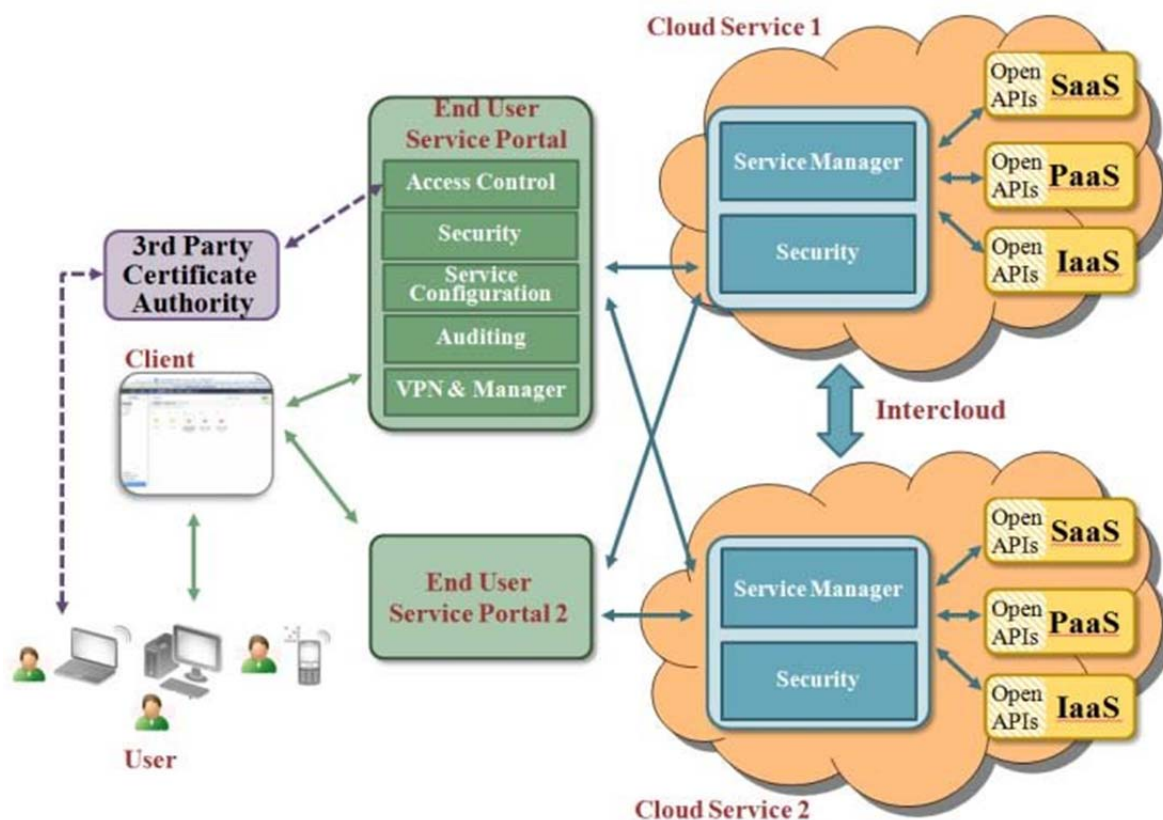 Cloud Service 1
End User
Service Portal
Access Control
Security
Service
Configuration
Auditing
VPN & Manager
3rd Party
Certificate
Authority
Client
Service Manager
Security
Open
APIs
SaaS
Open
APIs
PaaS
Open
APIs
IaaS
Intercloud
End User
Service Portal 2
Service Manager
Security
Open
APIs
SaaS
Open
APIs
PaaS
Open
APIs
IaaS
User
Cloud Service 2